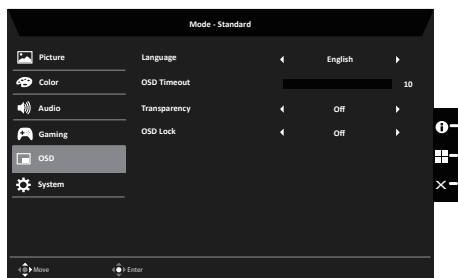 Mode - Standard
Picture
Language English
Color
OSD Timeout 10
Audio
Transparency Off
Gaming
OSD Lock Off
OSD
System
Move Enter